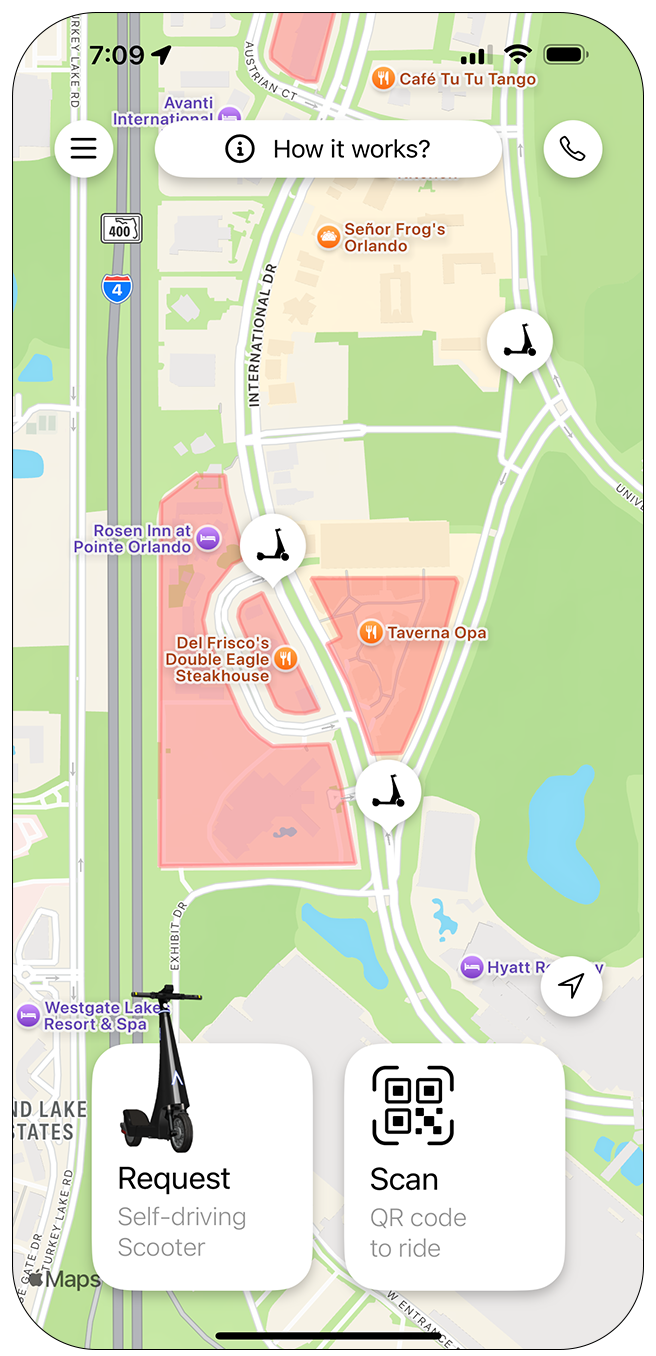 7:09
TURKEY LAKE RD
AUSTRIAN CT
Café Tu Tu Tango
Avanti
International
How it works?
400
Señor Frog's
Orlando
4
INTERNATIONAL DR
Rosen Inn at
Pointe Orlando
Taverna Opa
Del Frisco's
Double Eagle
Steakhouse
EXHIBIT DR
Hyatt
Westgate Lake
Resort & Spa
ND LAKE
STATES
Request
Self-driving
Scooter
Scan
QR code
to ride
TURKEY LAKE RD
SE GATE DR
Maps
W ENTRANCE